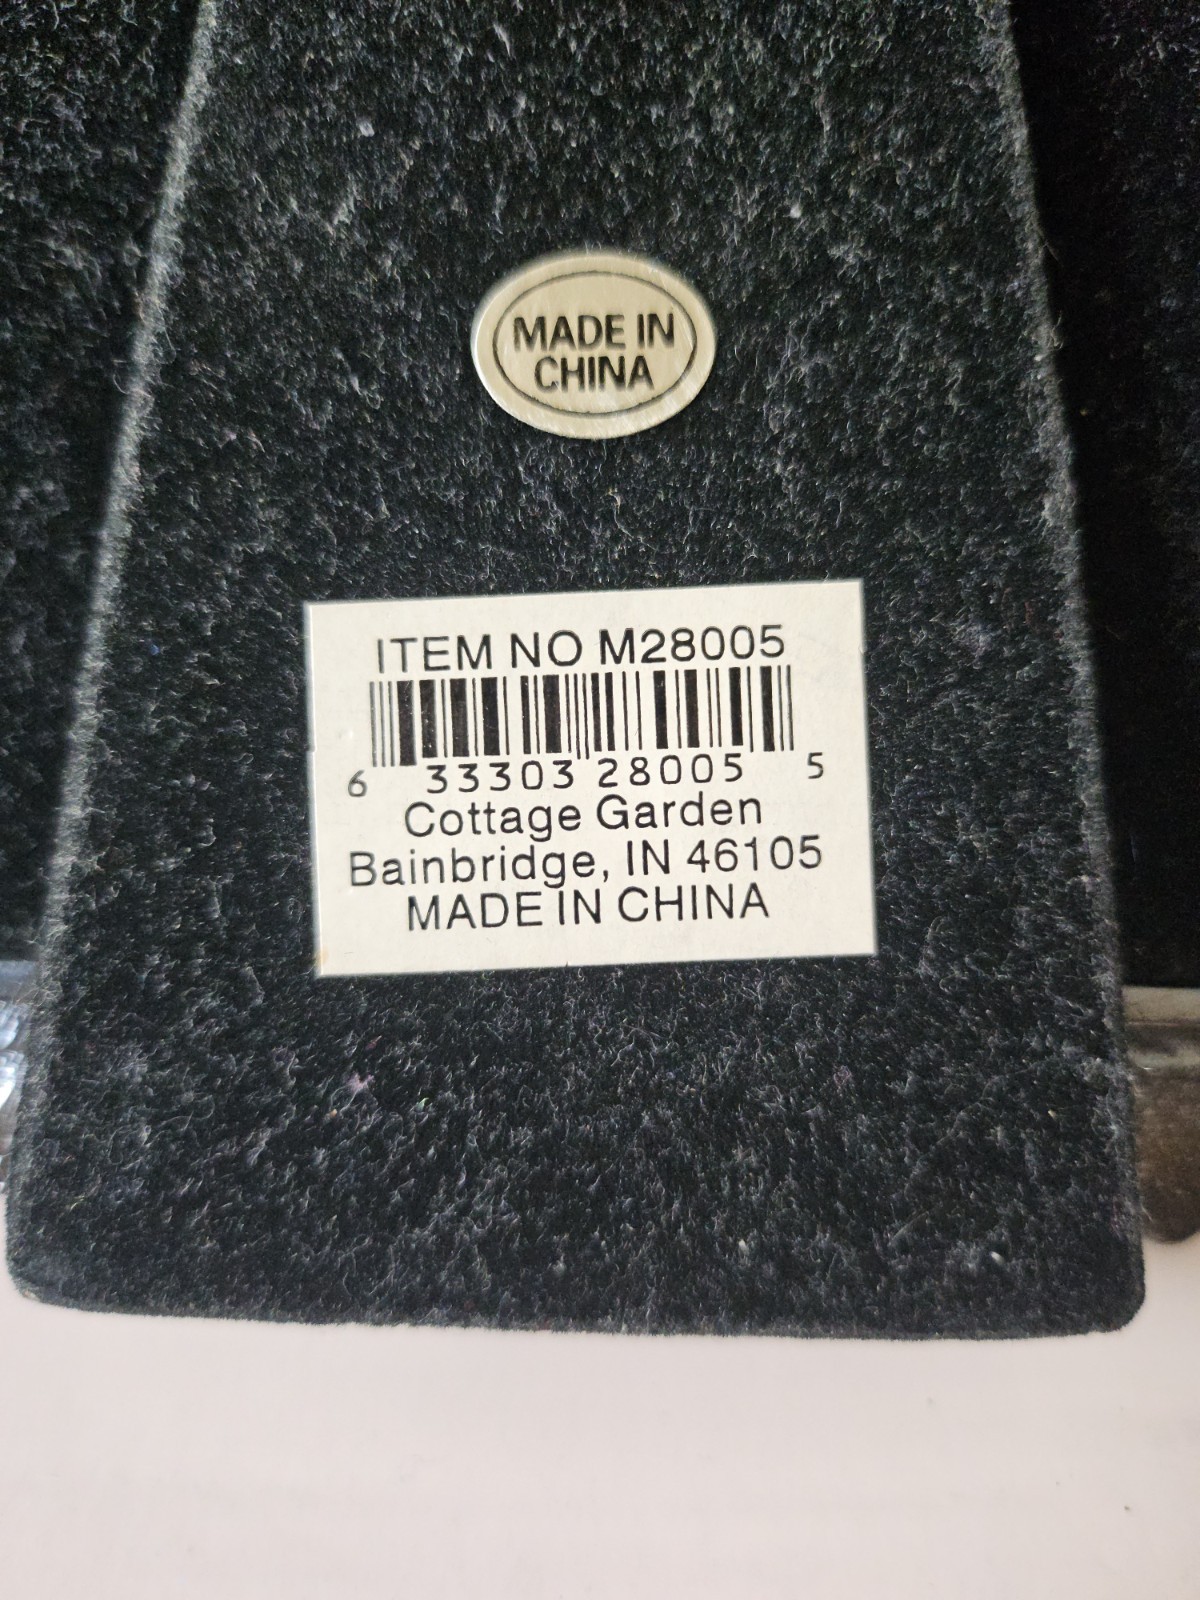 MADE IN
CHINA
ITEM NO M28005
6 33303 28005 5
Cottage Garden
Bainbridge, IN 46105
MADE IN CHINA